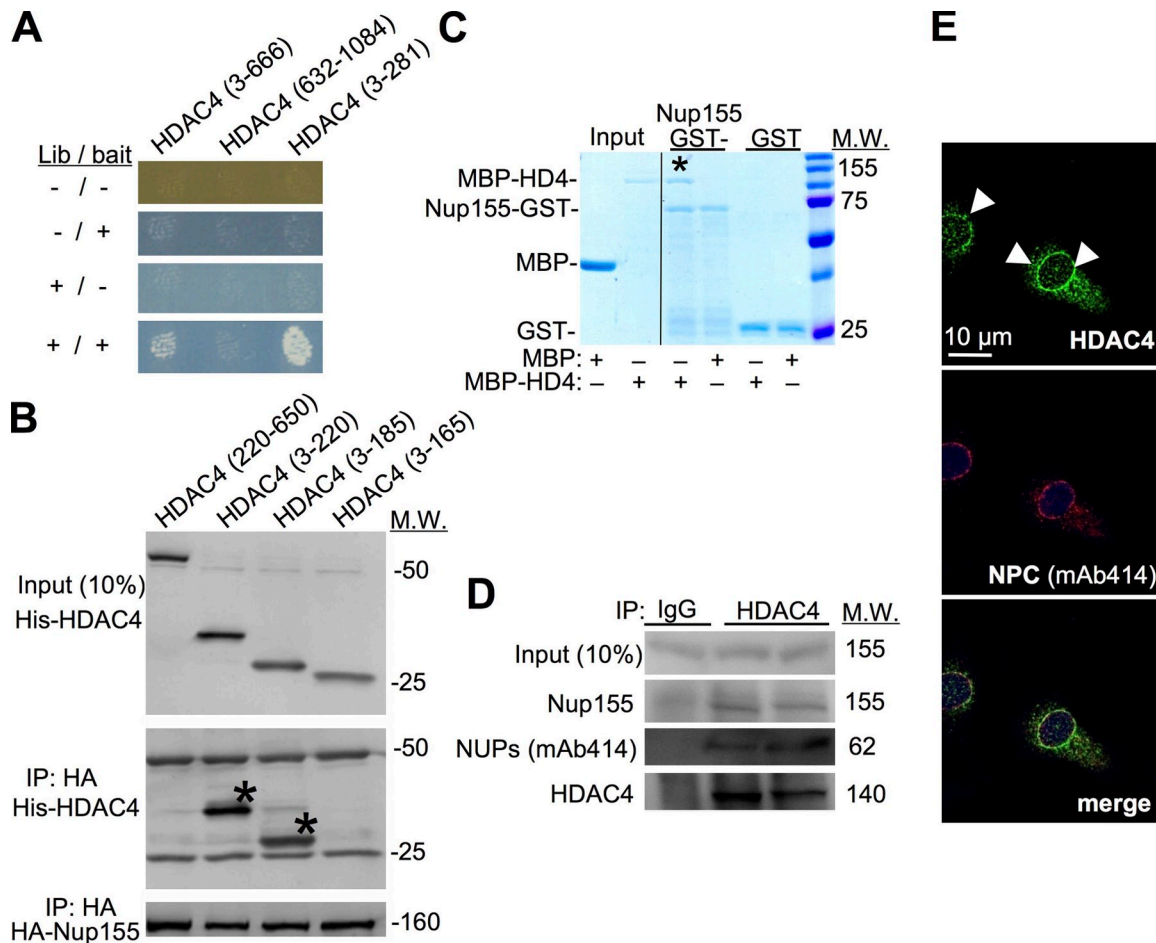 A
HDAC4 (3-666)
HDAC4 (632-1084)
HDAC4 (3-281)
Lib / bait
- / -
- / +
+ / -
+ / +
B
HDAC4 (220-650)
HDAC4 (3-220)
HDAC4 (3-185)
HDAC4 (3-165)
M.W.
Input (10%)
His-HDAC4
-50
-25
IP: HA
His-HDAC4
-50
*
*
-25
IP: HA
HA-Nup155
-160
C
Nup155
Input GST- GST M.W.
*
MBP-HD4-
Nup155-GST-
MBP-
GST-
155
75
25
MBP: + – – + – +
MBP-HD4: – + + – + –
D
IP: IgG HDAC4 M.W.
Input (10%) 155
Nup155 155
NUPs (mAb414) 62
HDAC4 140
E
10 µm
HDAC4
NPC (mAb414)
merge